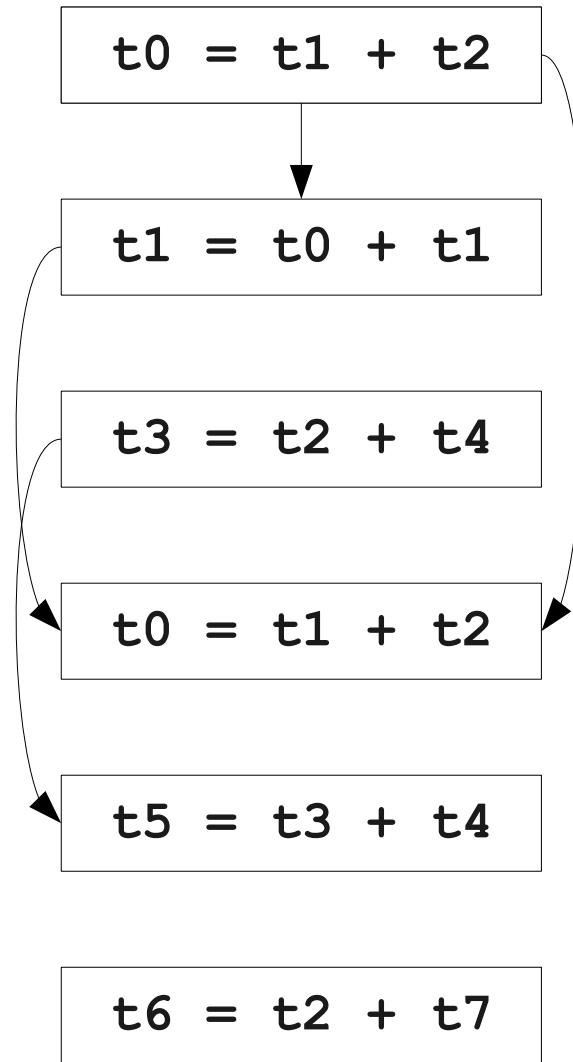 t0 = t1 + t2
t1 = t0 + t1
t3 = t2 + t4
t0 = t1 + t2
t5 = t3 + t4
t6 = t2 + t7